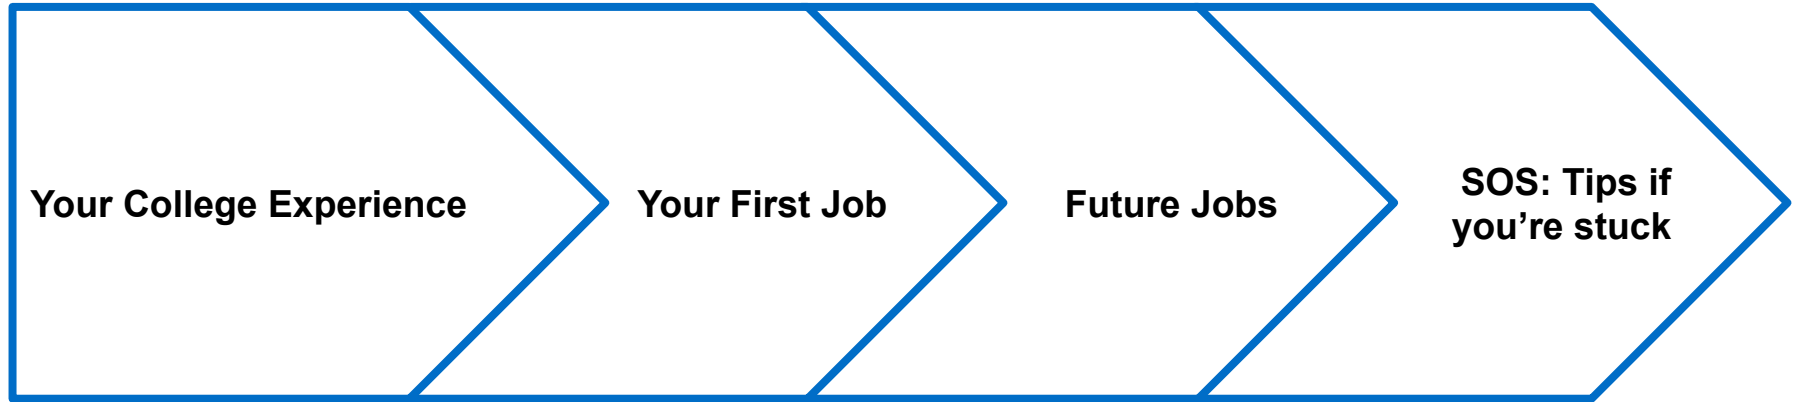 Your College Experience
Your First Job
Future Jobs
SOS: Tips if
you’re stuck